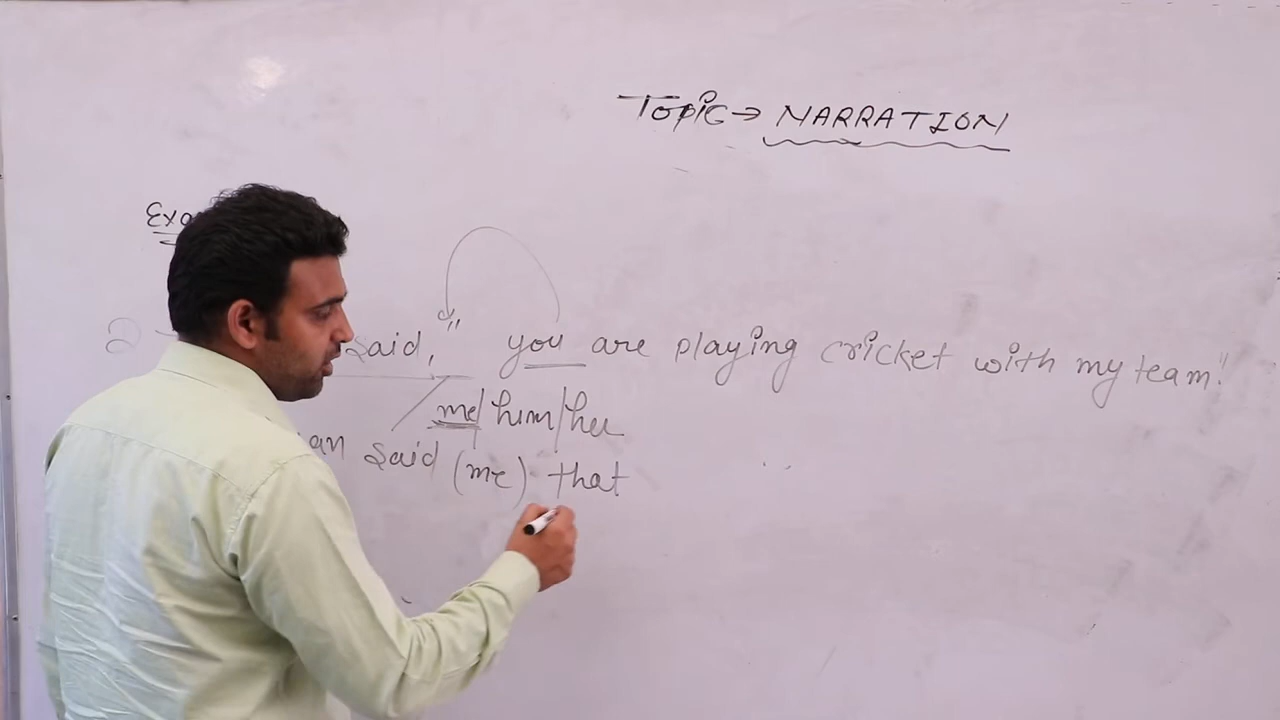 Topic → NARRATION
said, " you are playing cricket with my team."
me/him/her
said (me) that